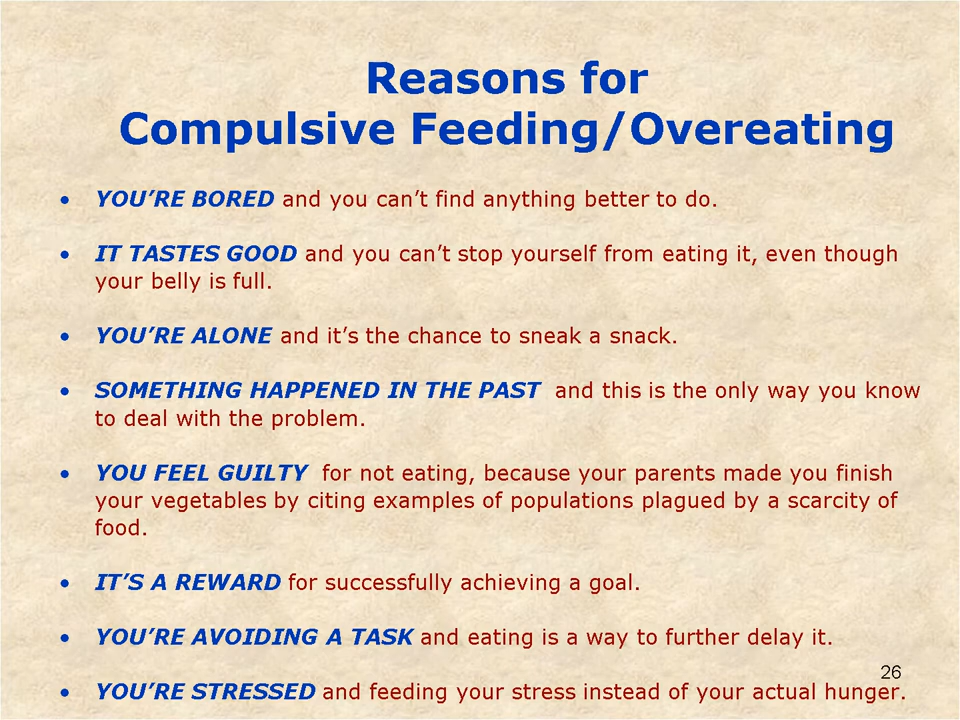 Reasons for
Compulsive Feeding/Overeating
• YOU’RE BORED and you can’t find anything better to do.
• IT TASTES GOOD and you can’t stop yourself from eating it, even though
your belly is full.
• YOU’RE ALONE and it’s the chance to sneak a snack.
• SOMETHING HAPPENED IN THE PAST and this is the only way you know
to deal with the problem.
• YOU FEEL GUILTY for not eating, because your parents made you finish
your vegetables by citing examples of populations plagued by a scarcity of
food.
• IT’S A REWARD for successfully achieving a goal.
• YOU’RE AVOIDING A TASK and eating is a way to further delay it.
26
• YOU’RE STRESSED and feeding your stress instead of your actual hunger.